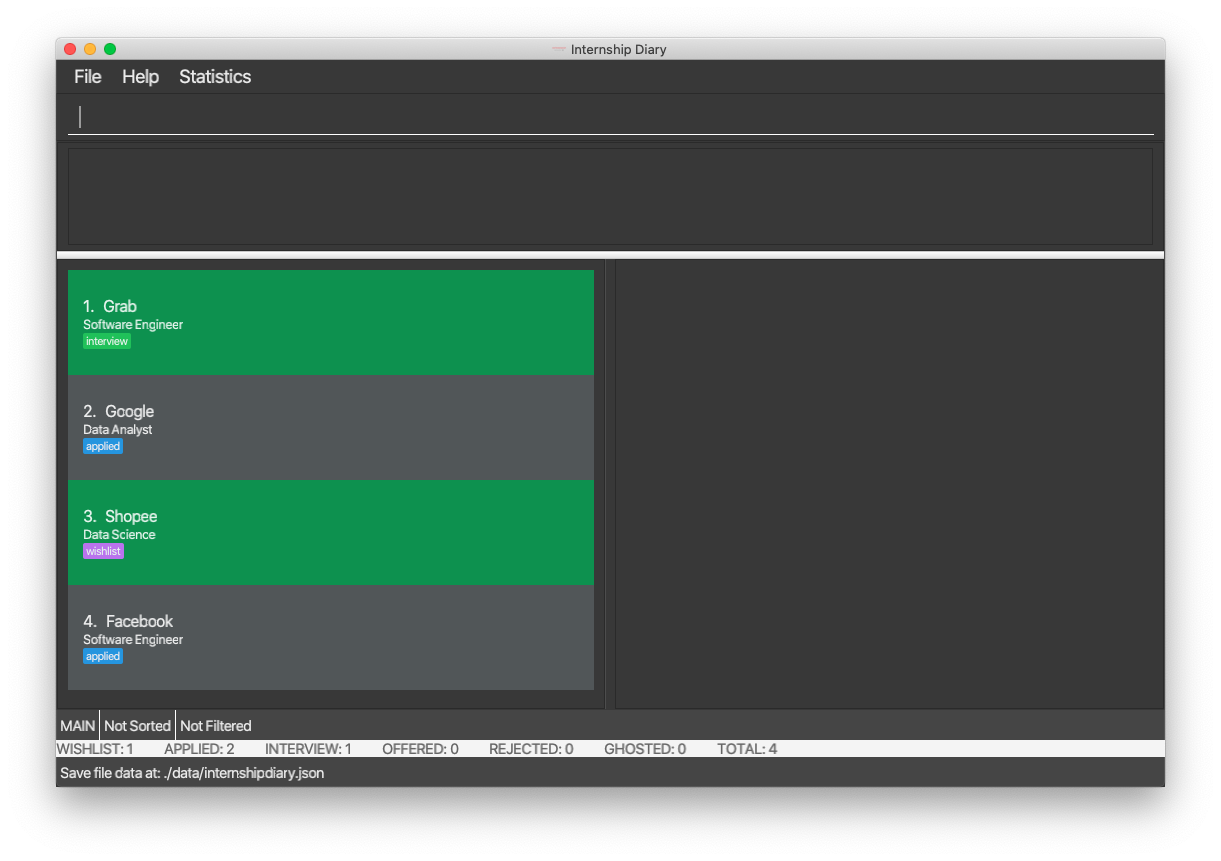 Internship Diary
File Help Statistics
1. Grab
Software Engineer
interview
2. Google
Data Analyst
applied
3. Shopee
Data Science
wishlist
4. Facebook
Software Engineer
applied
MAIN Not Sorted Not Filtered
WISHLIST: 1 APPLIED: 2 INTERVIEW: 1 OFFERED: 0 REJECTED: 0 GHOSTED: 0 TOTAL: 4
Save file data at: ./data/internshipdiary.json